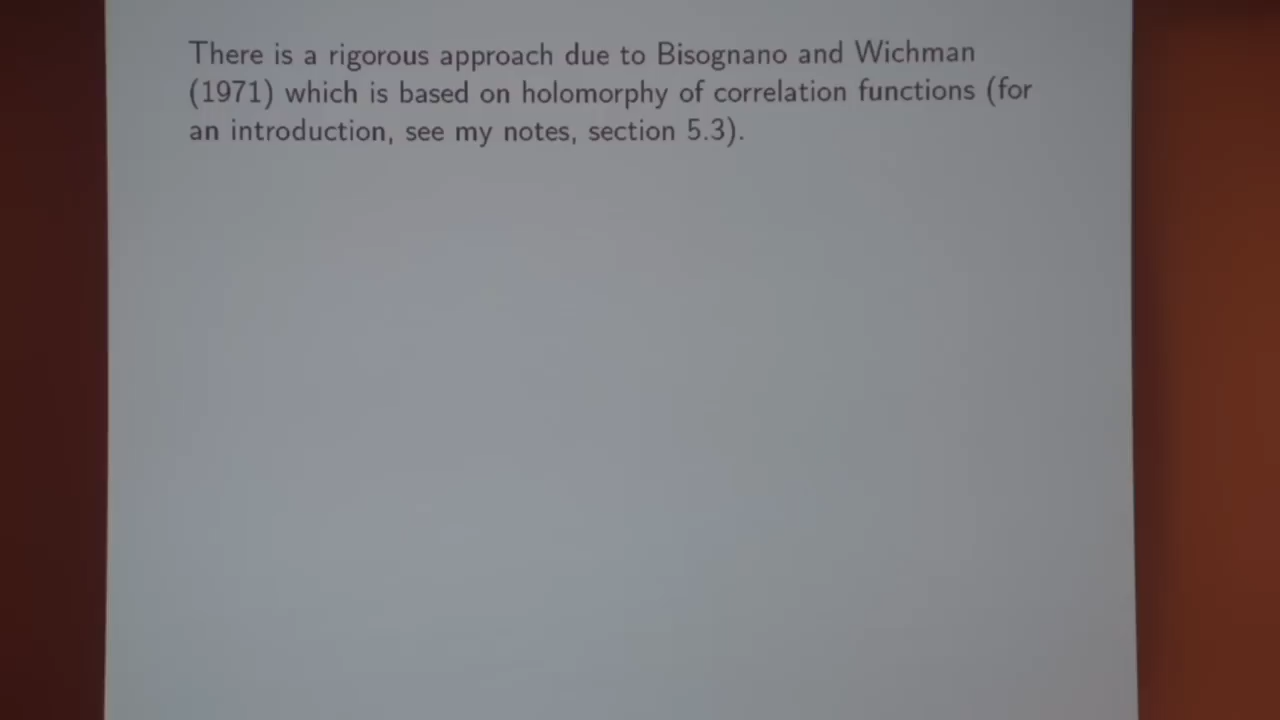 There is a rigorous approach due to Bisognano and Wichman
(1971) which is based on holomorphy of correlation functions (for
an introduction, see my notes, section 5.3).